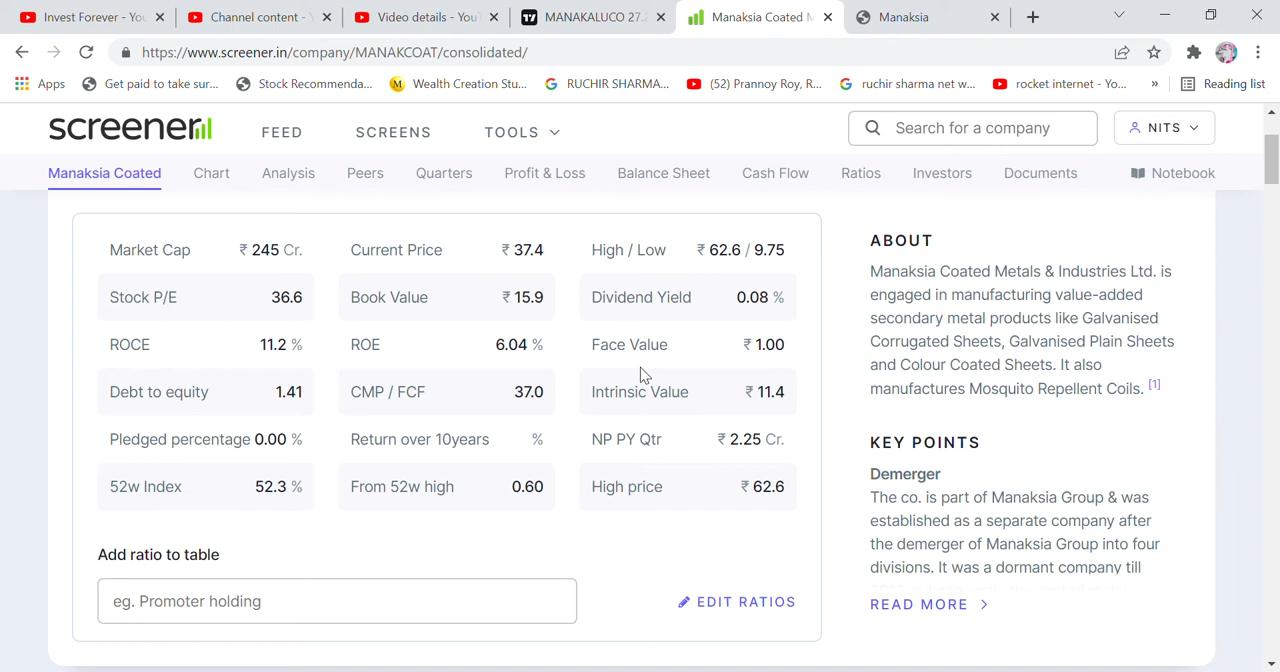 Invest Forever - You
Channel content -
Video details - YouT
MANAKALUCO 27.2
Manaksia Coated M
Manaksia
https://www.screener.in/company/MANAKCOAT/consolidated/
Apps
Get paid to take sur...
Stock Recommenda...
Wealth Creation Stu...
RUCHIR SHARMA...
(52) Prannoy Roy, R...
ruchir sharma net w...
rocket internet - Yo...
»
Reading list
screener
FEED
SCREENS
TOOLS
Search for a company
NITS
Manaksia Coated
Chart
Analysis
Peers
Quarters
Profit & Loss
Balance Sheet
Cash Flow
Ratios
Investors
Documents
Notebook
Market Cap ₹ 245 Cr.
Current Price ₹ 37.4
High / Low ₹ 62.6 / 9.75
Stock P/E 36.6
Book Value ₹ 15.9
Dividend Yield 0.08 %
ROCE 11.2 %
ROE 6.04 %
Face Value ₹ 1.00
Debt to equity 1.41
CMP / FCF 37.0
Intrinsic Value ₹ 11.4
Pledged percentage 0.00 %
Return over 10years %
NP PY Qtr ₹ 2.25 Cr.
52w Index 52.3 %
From 52w high 0.60
High price ₹ 62.6
Add ratio to table
eg. Promoter holding
EDIT RATIOS
ABOUT
Manaksia Coated Metals & Industries Ltd. is
engaged in manufacturing value-added
secondary metal products like Galvanised
Corrugated Sheets, Galvanised Plain Sheets
and Colour Coated Sheets. It also
manufactures Mosquito Repellent Coils. [1]
KEY POINTS
Demerger
The co. is part of Manaksia Group & was
established as a separate company after
the demerger of Manaksia Group into four
divisions. It was a dormant company till
READ MORE